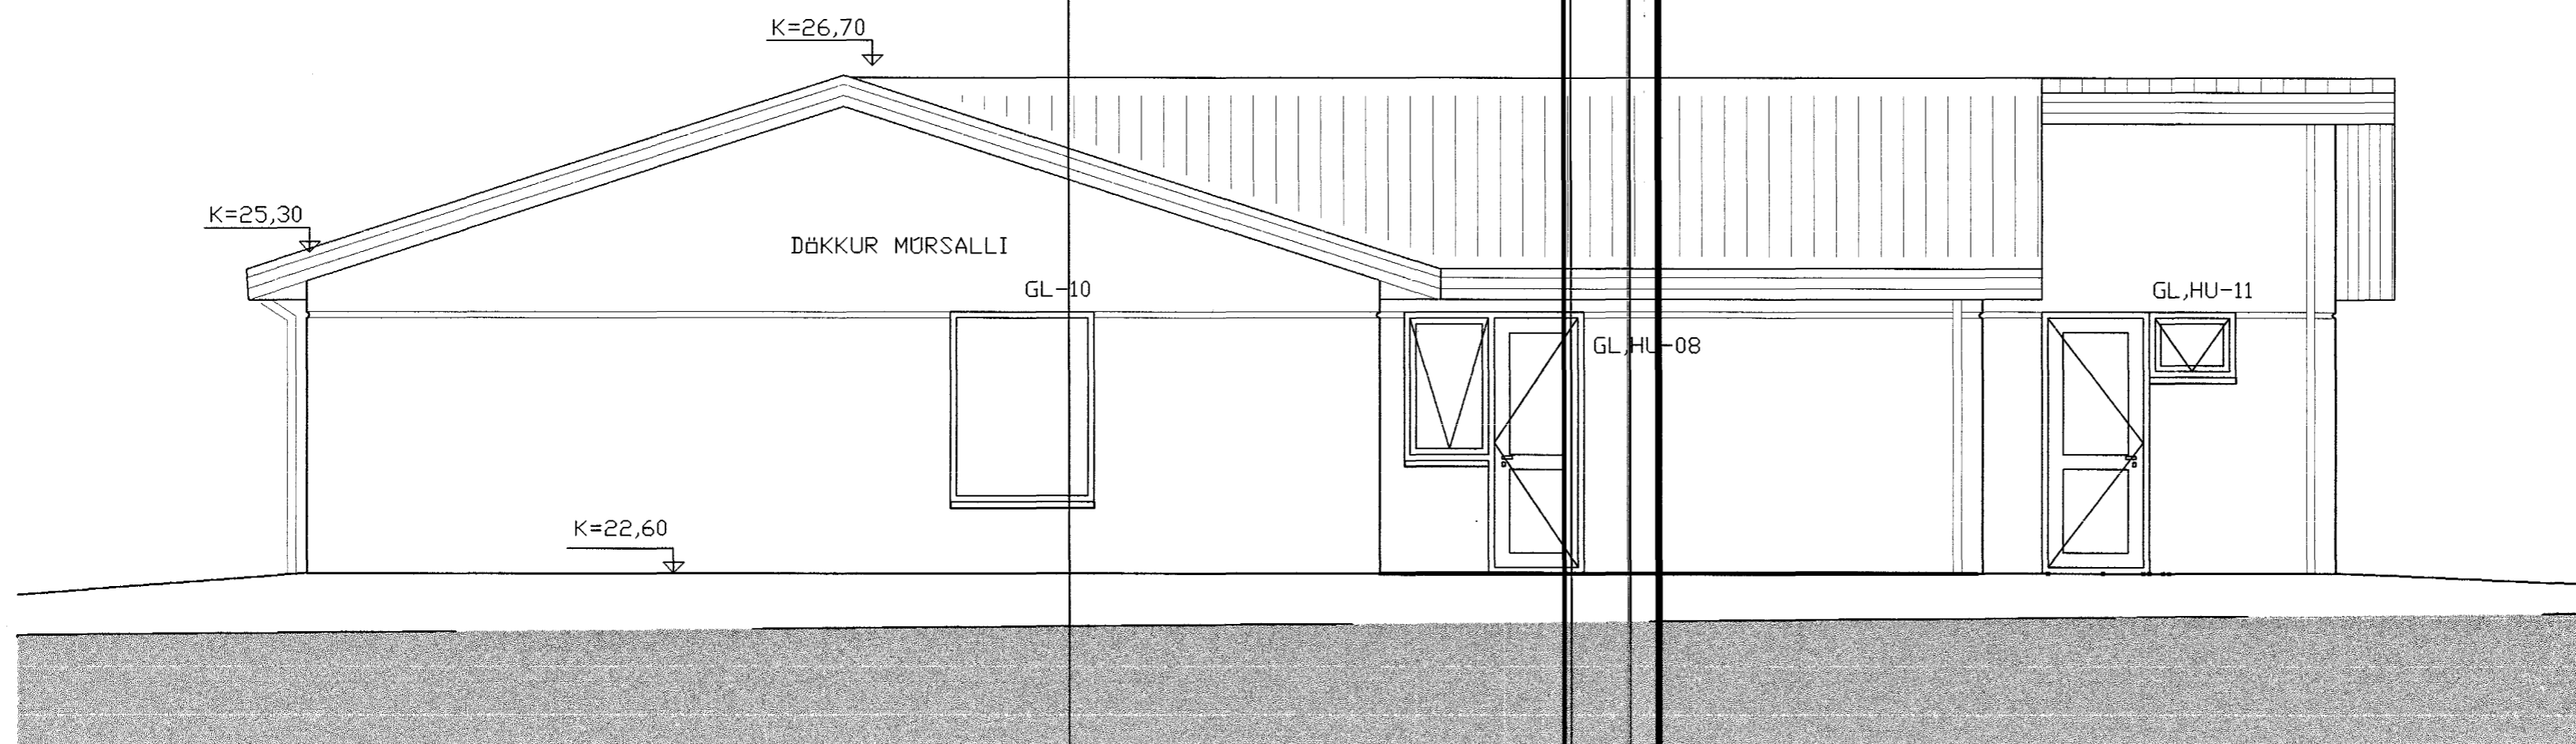 K=26,70
K=25,30
DÖKKUR MÚRSALLI
GL-10
GL,HU-11
GL,HU-08
K=22,60